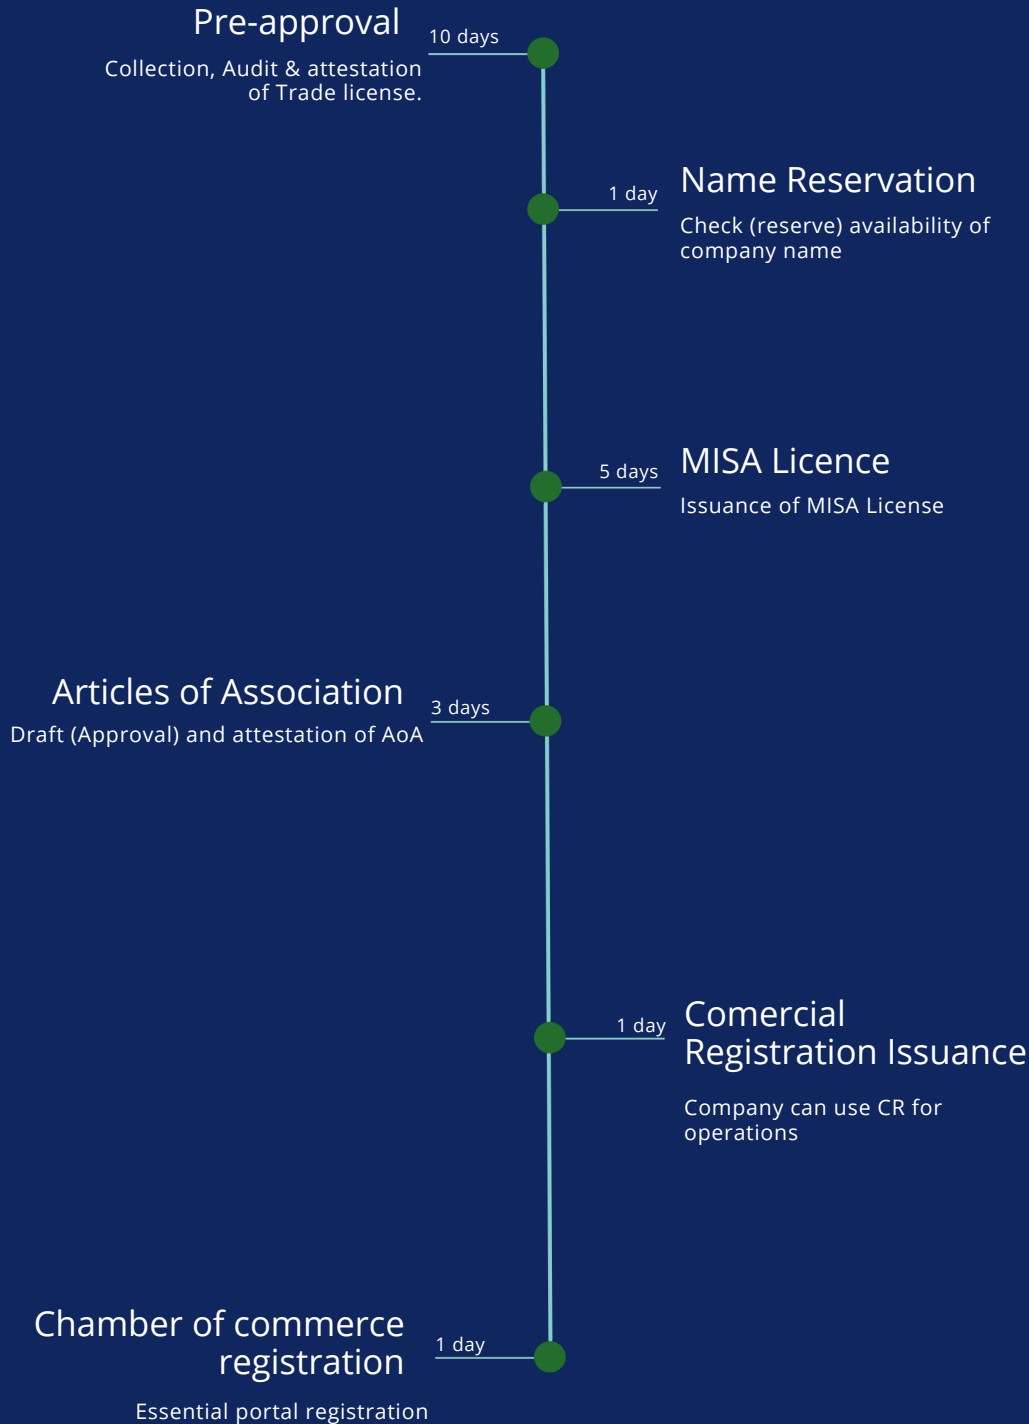 Pre-approval
10 days
Collection, Audit & attestation
of Trade license.
1 day
Name Reservation
Check (reserve) availability of
company name
5 days
MISA Licence
Issuance of MISA License
Articles of Association
3 days
Draft (Approval) and attestation of AoA
1 day
Comercial
Registration Issuance
Company can use CR for
operations
Chamber of commerce
registration
1 day
Essential portal registration